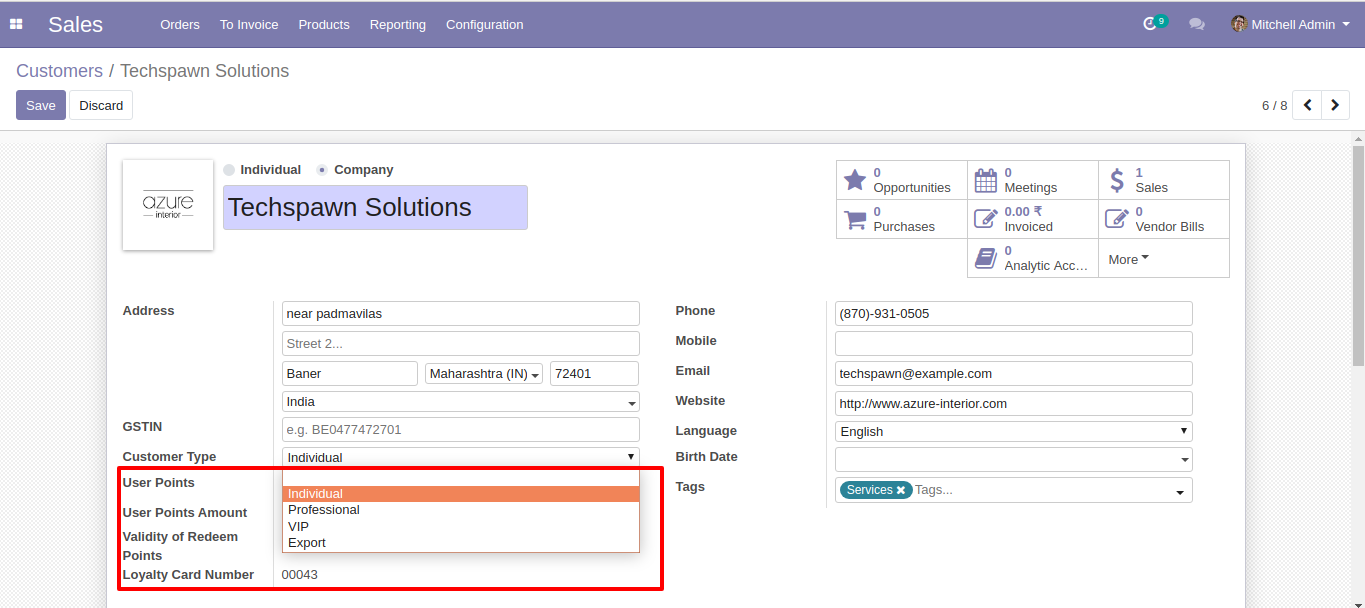 Sales Orders To Invoice Products Reporting Configuration 9 Mitchell Admin
Customers / Techspawn Solutions
Save Discard 6 / 8
azure
interior
Individual Company
Techspawn Solutions
0 Opportunities
0 Meetings
1 Sales
0 Purchases
0.00 ₹ Invoiced
0 Vendor Bills
0 Analytic Acc...
More
Address near padmavilas
Street 2...
Baner Maharashtra (IN) 72401
India
GSTIN e.g. BE0477472701
Customer Type Individual
User Points
Individual
Professional
User Points Amount
VIP
Validity of Redeem
Export
Points
Loyalty Card Number 00043
Phone (870)-931-0505
Mobile
Email techspawn@example.com
Website http://www.azure-interior.com
Language English
Birth Date
Tags Services ✖ Tags...